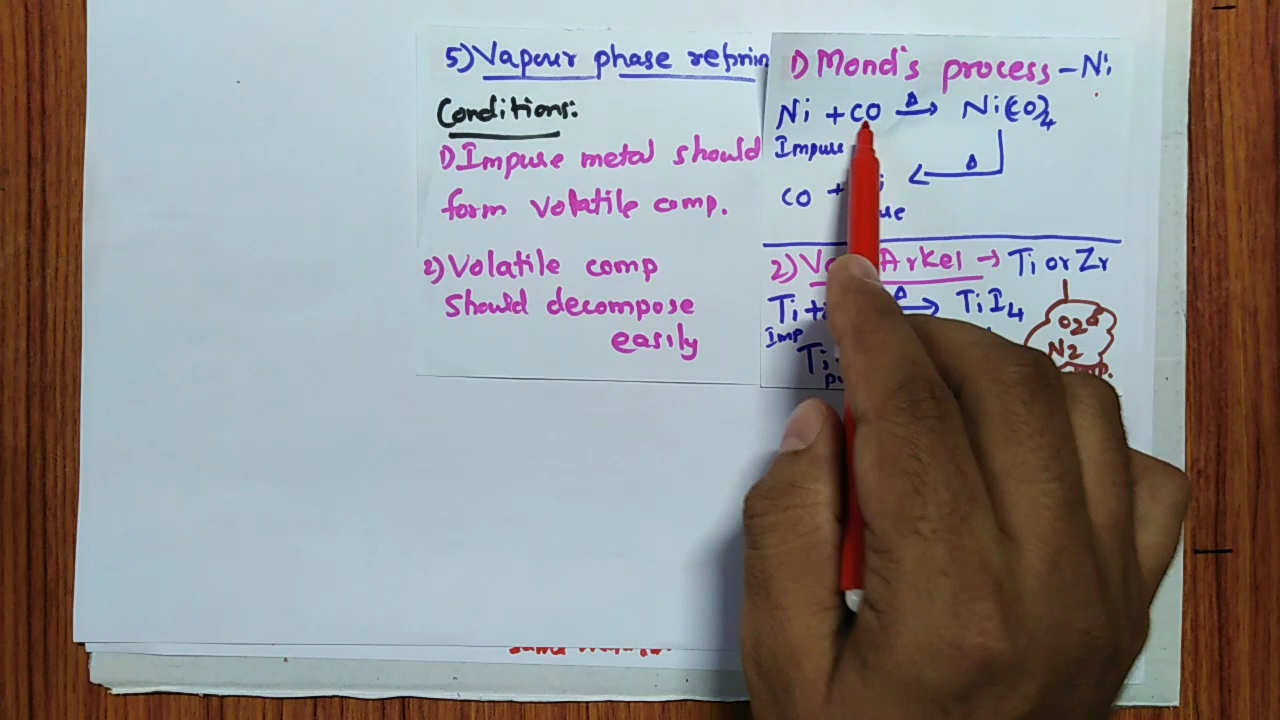 5) Vapour phase refinin
Conditions:
1) Impure metal should
form volatile comp.
2) Volatile comp
should decompose
easily
1) Mond's process - Ni
Ni + CO Δ→ Ni(CO)4
Impure
Δ
CO +
2) Arkel → Ti or Zr
Ti + Δ→ TiI4
Imp
O2
N2
Ti